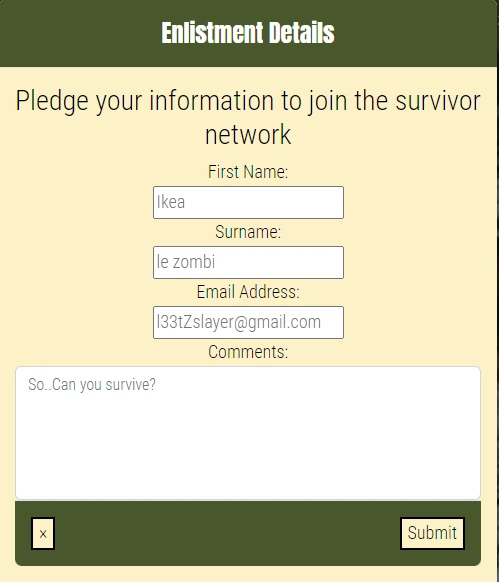 Enlistment Details
Pledge your information to join the survivor
network
First Name:
Ikea
Surname:
le zombi
Email Address:
l33tZslayer@gmail.com
Comments:
So..Can you survive?
x
Submit